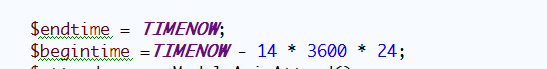 $endtime = TIMENOW;
$begintime =TIMENOW - 14 * 3600 * 24;